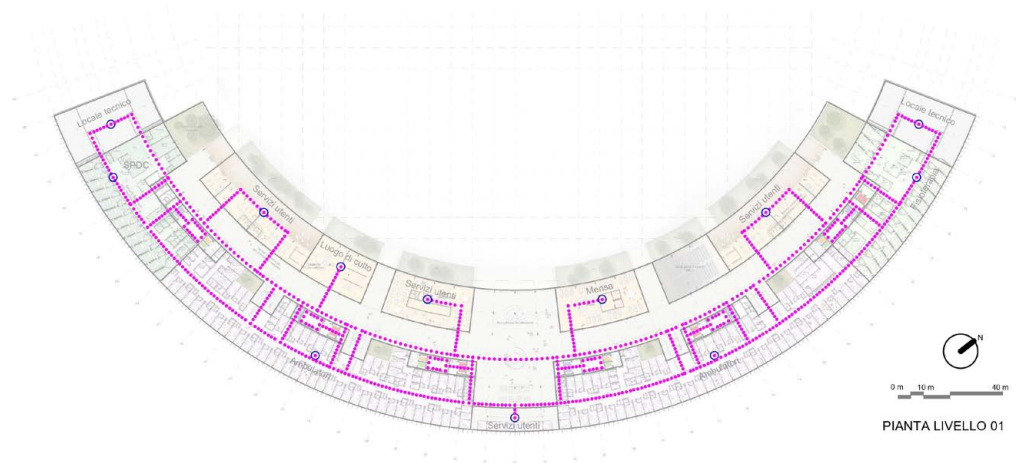 Locale tecnico
Locale tecnico
SPDC
Fisioterapia
Servizi utenti
Servizi utenti
Luogo di culto
Servizi utenti
Mensa
Ambulatori
Ambulatori
Servizi utenti
N
0 m 10 m 40 m
PIANTA LIVELLO 01